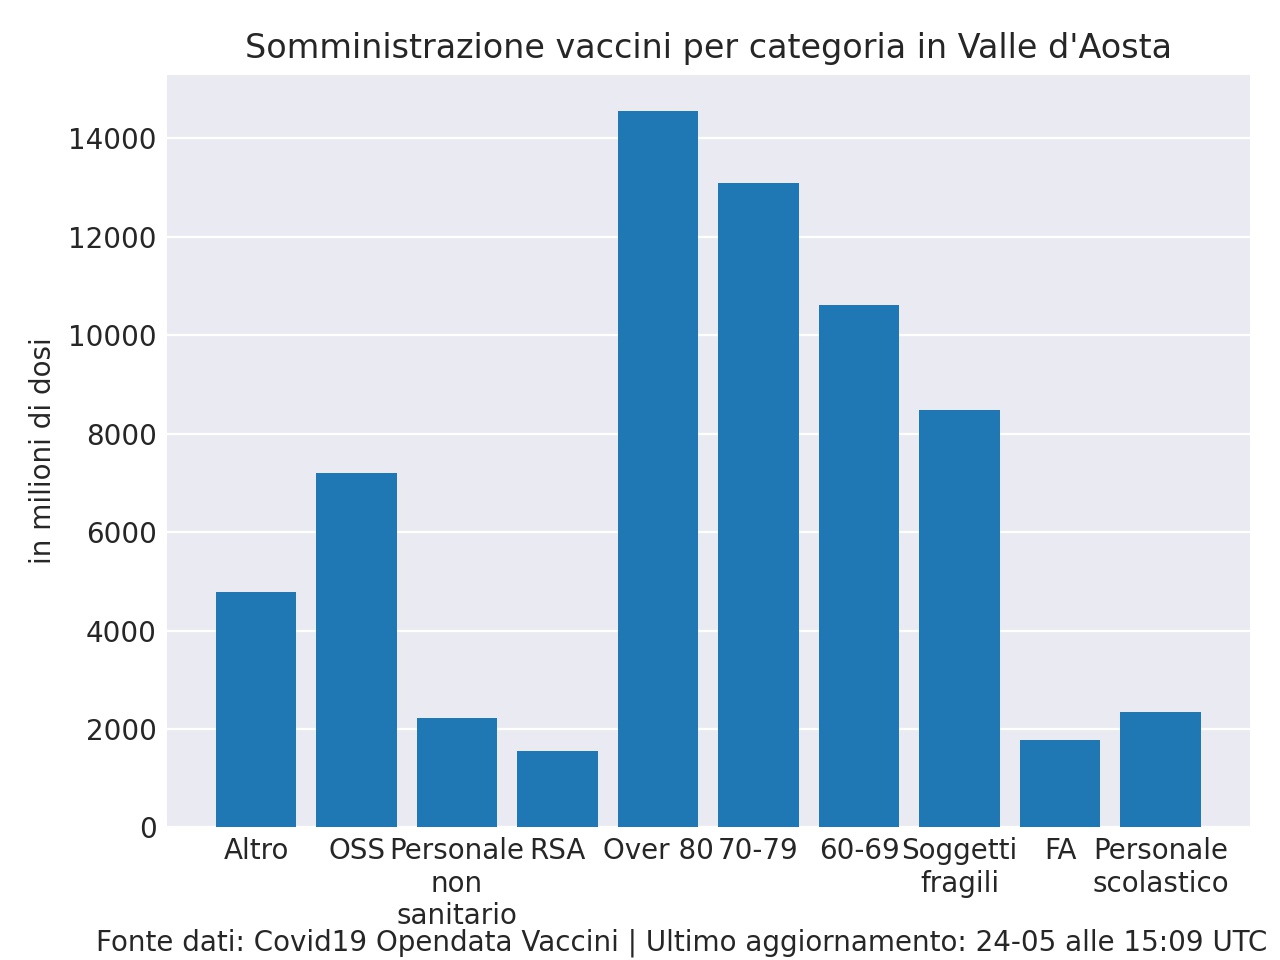 Somministrazione vaccini per categoria in Valle d'Aosta
14000
12000
10000
8000
6000
4000
2000
0
in milioni di dosi
Altro
OSS
Personale
non
sanitario
RSA
Over 80
70-79
60-69
Soggetti
fragili
FA
Personale
scolastico
Fonte dati: Covid19 Opendata Vaccini | Ultimo aggiornamento: 24-05 alle 15:09 UTC